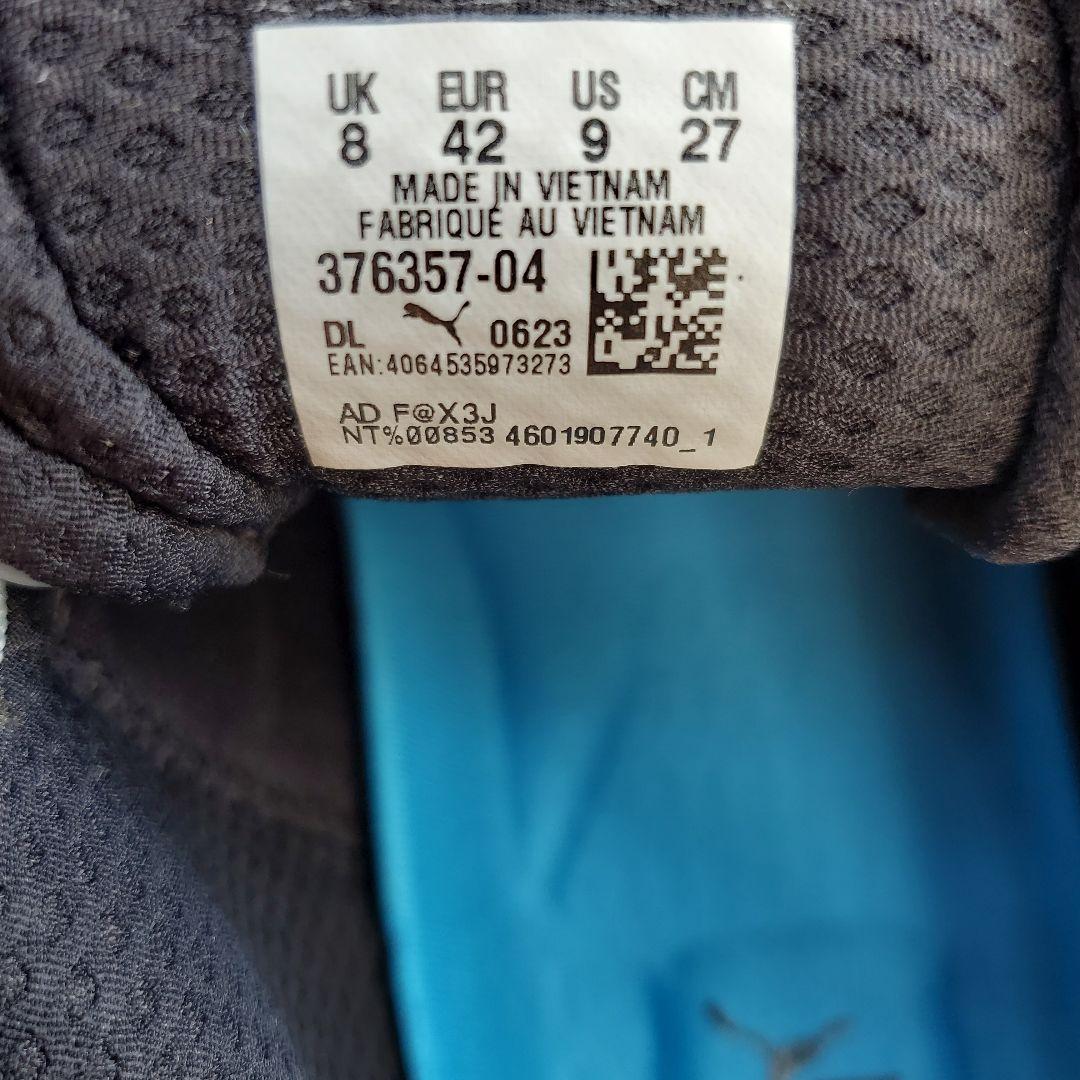 UK EUR US CM
8 42 9 27
MADE IN VIETNAM
FABRIQUÉ AU VIETNAM
376357-04
DL 0623
EAN:4064535973273
AD F@X3J
NT%00853 4601907740_1